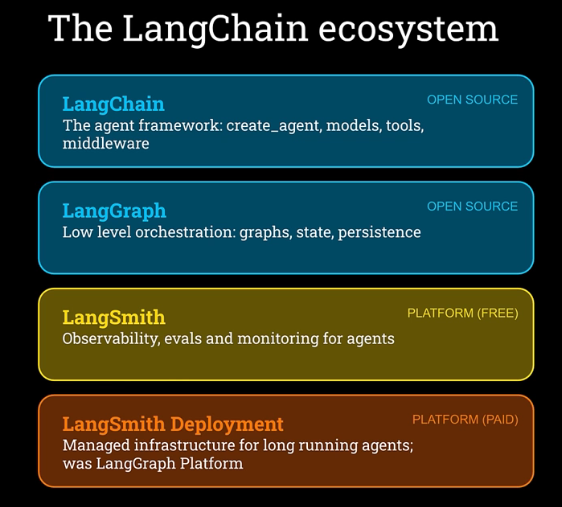 The LangChain ecosystem
LangChain
OPEN SOURCE
The agent framework: create_agent, models, tools,
middleware
LangGraph
OPEN SOURCE
Low level orchestration: graphs, state, persistence
LangSmith
PLATFORM (FREE)
Observability, evals and monitoring for agents
LangSmith Deployment
PLATFORM (PAID)
Managed infrastructure for long running agents;
was LangGraph Platform